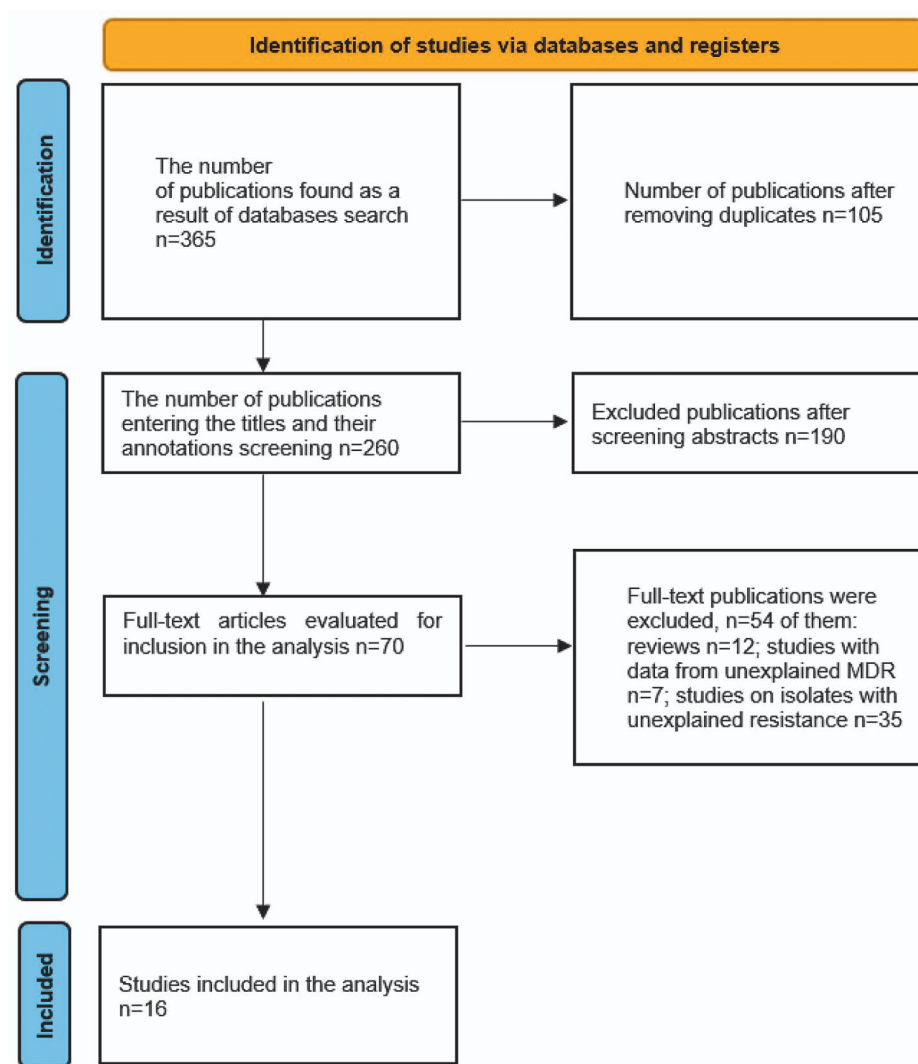 Identification of studies via databases and registers
Identification
The number
of publications found as a
result of databases search
n=365
Number of publications after
removing duplicates n=105
Screening
The number of publications
entering the titles and their
annotations screening n=260
Excluded publications after
screening abstracts n=190
Full-text articles evaluated for
inclusion in the analysis n=70
Full-text publications were
excluded, n=54 of them:
reviews n=12; studies with
data from unexplained MDR
n=7; studies on isolates with
unexplained resistance n=35
Included
Studies included in the analysis
n=16